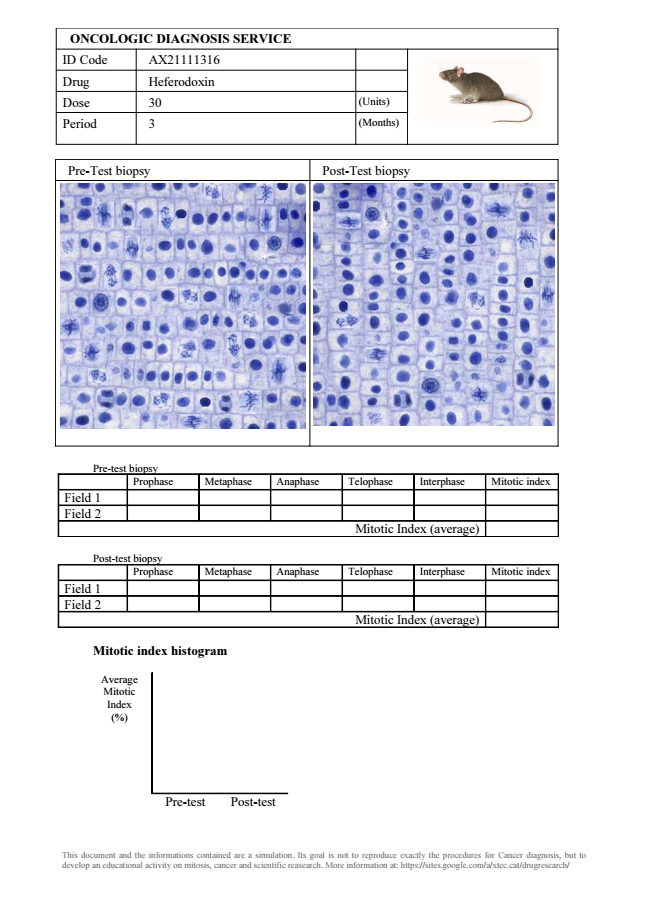 ONCOLOGIC DIAGNOSIS SERVICE
ID Code AX21111316
Drug Heferodoxin
Dose 30 (Units)
Period 3 (Months)
Pre-Test biopsy Post-Test biopsy
Pre-test biopsy
Prophase Metaphase Anaphase Telophase Interphase Mitotic index
Field 1
Field 2
Mitotic Index (average)
Post-test biopsy
Prophase Metaphase Anaphase Telophase Interphase Mitotic index
Field 1
Field 2
Mitotic Index (average)
Mitotic index histogram
Average
Mitotic
Index
(%)
Pre-test Post-test
This document and the informations contained are a simulation. Its goal is not to reproduce exactly the procedures for Cancer diagnosis, but to
develop an educational activity on mitosis, cancer and scientific reasearch. More information at: https://sites.google.com/a/xtec.cat/drugresearch/